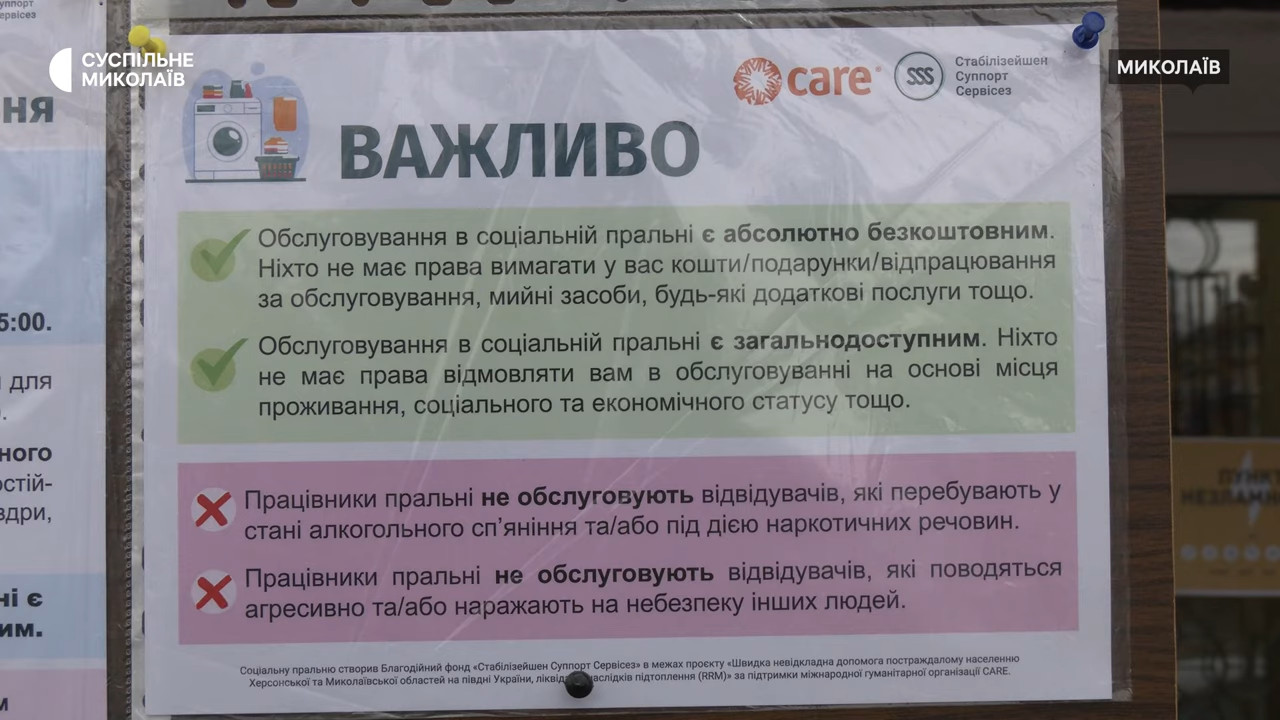 СУСПІЛЬНЕ
МИКОЛАЇВ
МИКОЛАЇВ
care
SSS
Стабілізейшен
Суппорт
Сервісез
ВАЖЛИВО
Обслуговування в соціальній пральні є абсолютно безкоштовним.
Ніхто не має права вимагати у вас кошти/подарунки/відпрацювання
за обслуговування, мийні засоби, будь-які додаткові послуги тощо.
Обслуговування в соціальній пральні є загальнодоступним. Ніхто
не має права відмовляти вам в обслуговуванні на основі місця
проживання, соціального та економічного статусу тощо.
Працівники пральні не обслуговують відвідувачів, які перебувають у
стані алкогольного сп’яніння та/або під дією наркотичних речовин.
Працівники пральні не обслуговують відвідувачів, які поводяться
агресивно та/або наражають на небезпеку інших людей.
Соціальну пральню створив Благодійний фонд «Стабілізейшен Суппорт Сервісез» в межах проєкту «Швидка невідкладна допомога постраждалому населенню
Херсонської та Миколаївської областей на півдні України, ліквід наслідків підтоплення (RRM)» за підтримки міжнародної гуманітарної організації CARE.
ння
5:00.
для
ного
остій-
здри,
ні є
им.